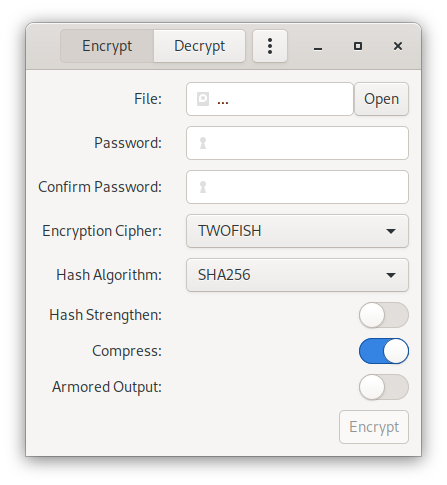 Encrypt Decrypt
File: ... Open
Password:
Confirm Password:
Encryption Cipher: TWOFISH
Hash Algorithm: SHA256
Hash Strengthen:
Compress:
Armored Output:
Encrypt